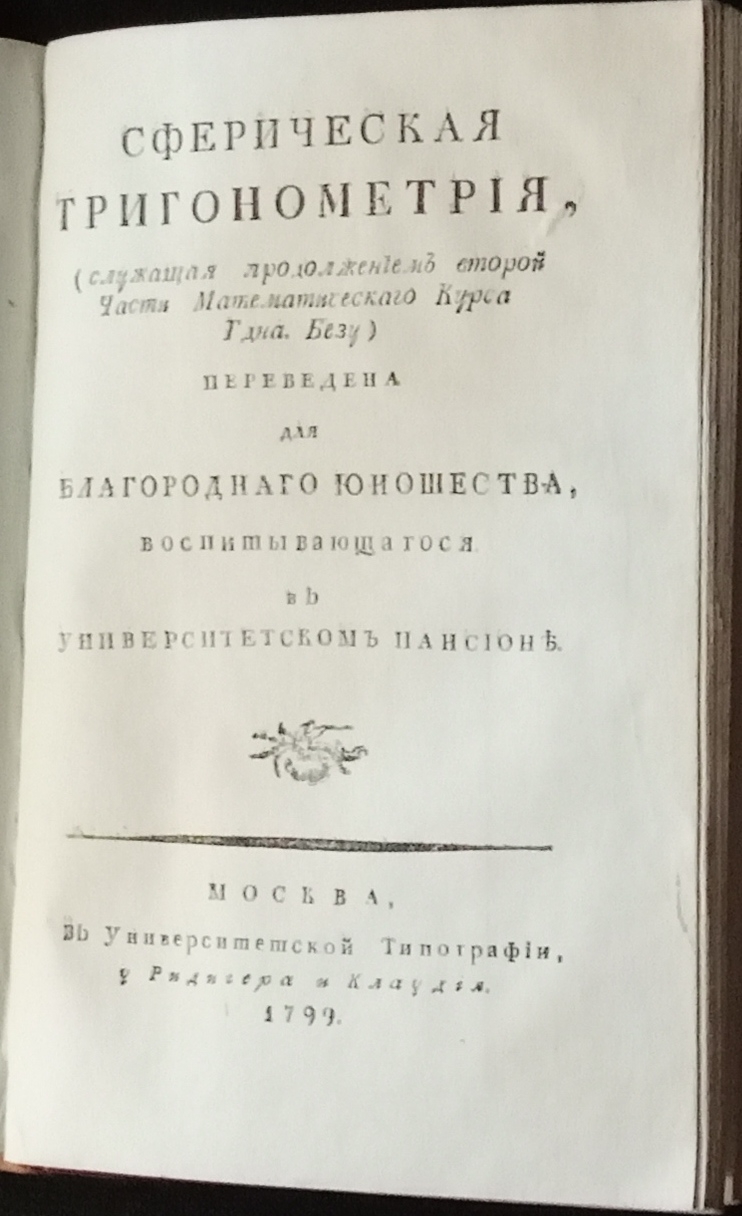 СФЕРИЧЕСКАЯ
ТРИГОНОМЕТРІЯ,
(служащая продолженіемъ второй
Части Математическаго Курса
Гдна. Безу)
ПЕРЕВЕДЕНА
для
БЛАГОРОДНАГО ЮНОШЕСТВА,
воспитывающагося
въ
УНИВЕРСИТЕТСКОМЪ ПАНСІОНѢ.
МОСКВА,
Въ Университетской Типографіи,
у Ридигера и Клаудія.
1799.